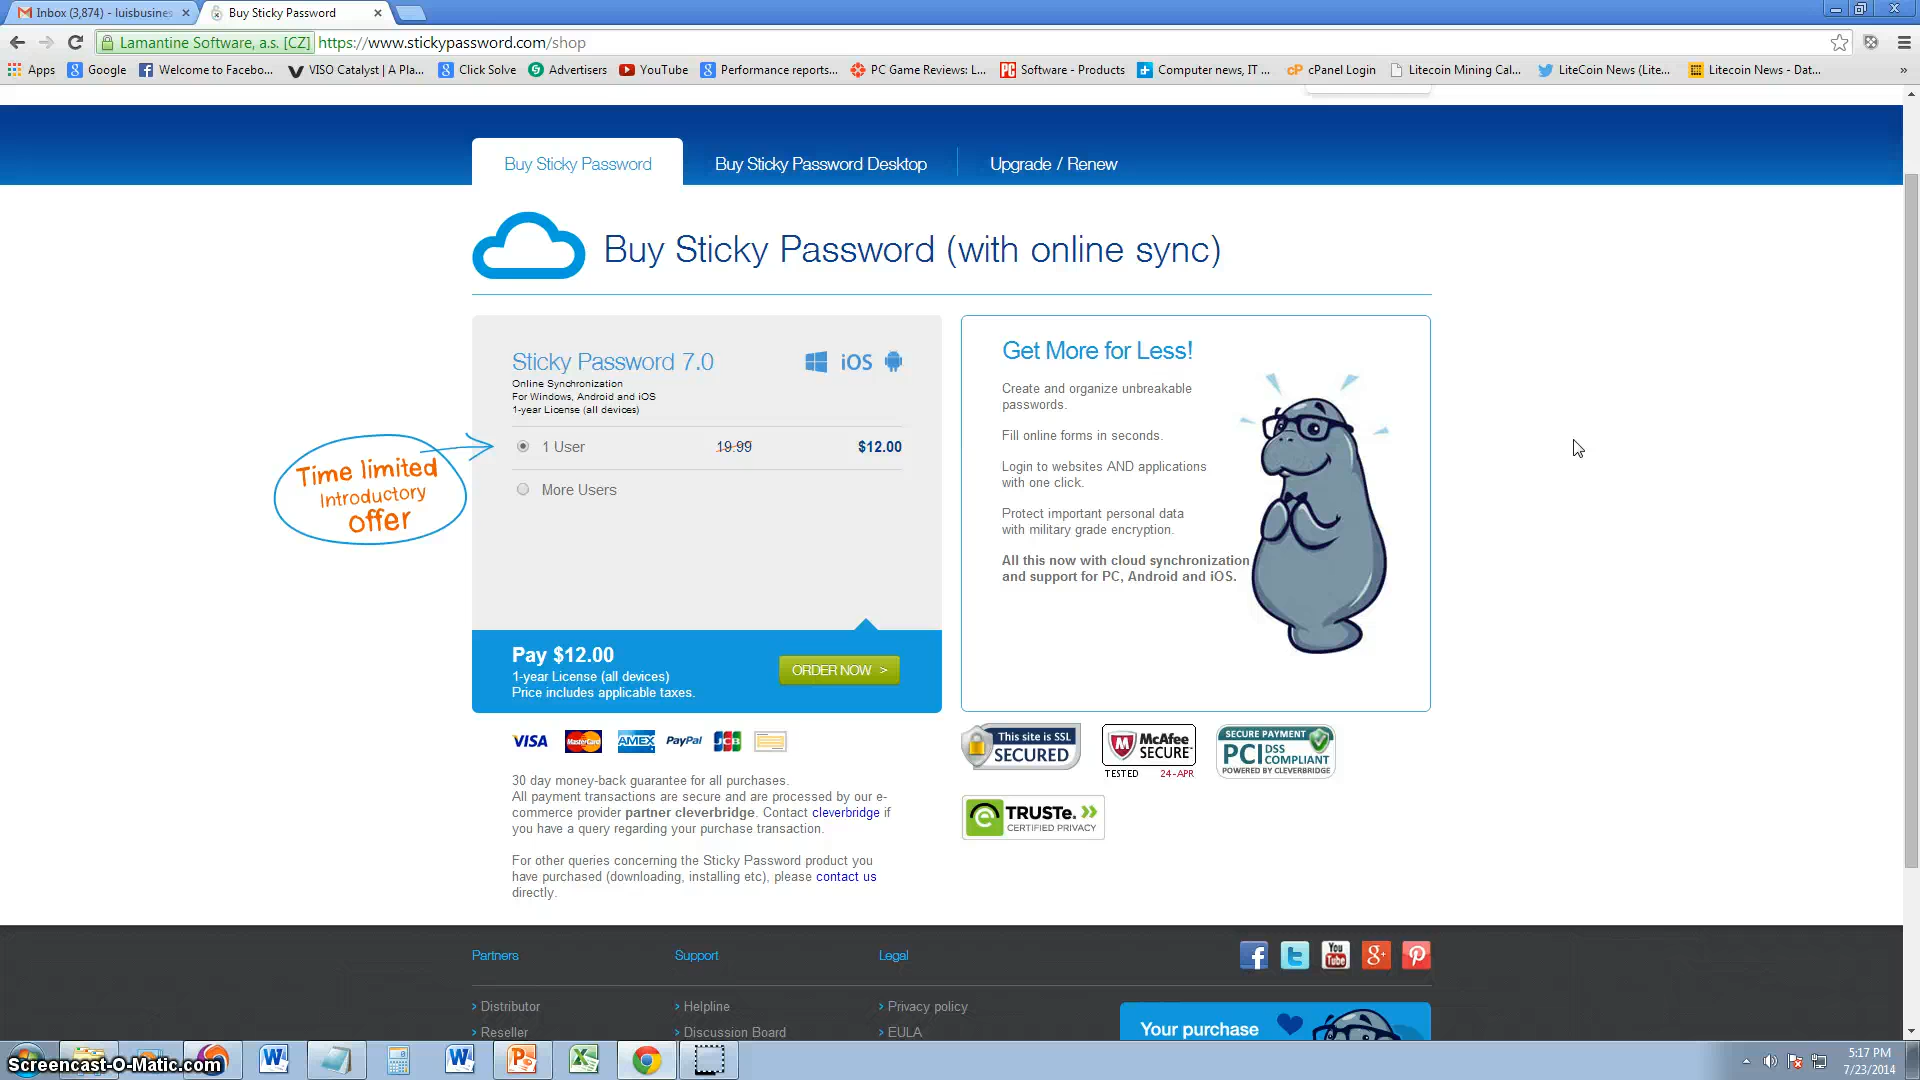 Inbox (3,874) - luisbusines
Buy Sticky Password
Lamantine Software, a.s. [CZ]
https://www.stickypassword.com/shop
Apps
Google
Welcome to Facebo...
VISO Catalyst | A Pla...
Click Solve
Advertisers
YouTube
Performance reports...
PC Game Reviews: L...
Software - Products
Computer news, IT ...
cPanel Login
Litecoin Mining Cal...
LiteCoin News (Lite...
Litecoin News - Dat...
»
Buy Sticky Password
Buy Sticky Password Desktop
Upgrade / Renew
Buy Sticky Password (with online sync)
Sticky Password 7.0
iOS
Online Synchronization
For Windows, Android and iOS
1-year License (all devices)
1 User
19.99
$12.00
More Users
Time limited
Introductory
offer
Pay $12.00
1-year License (all devices)
Price includes applicable taxes.
ORDER NOW >
Get More for Less!
Create and organize unbreakable
passwords.
Fill online forms in seconds.
Login to websites AND applications
with one click.
Protect important personal data
with military grade encryption.
All this now with cloud synchronization
and support for PC, Android and iOS.
VISA
MasterCard
AMEX
PayPal
JCB
This site is SSL
SECURED
McAfee
SECURE
TESTED 24-APR
SECURE PAYMENT
PCI DSS
COMPLIANT
POWERED BY CLEVERBRIDGE
TRUSTe
CERTIFIED PRIVACY
30 day money-back guarantee for all purchases.
All payment transactions are secure and are processed by our e-
commerce provider partner cleverbridge. Contact cleverbridge if
you have a query regarding your purchase transaction.
For other queries concerning the Sticky Password product you
have purchased (downloading, installing etc), please contact us
directly.
Partners
Support
Legal
You
Tube
› Distributor
› Helpline
› Privacy policy
› Reseller
› Discussion Board
› EULA
Your purchase
Screencast-O-Matic.com
5:17 PM
7/23/2014